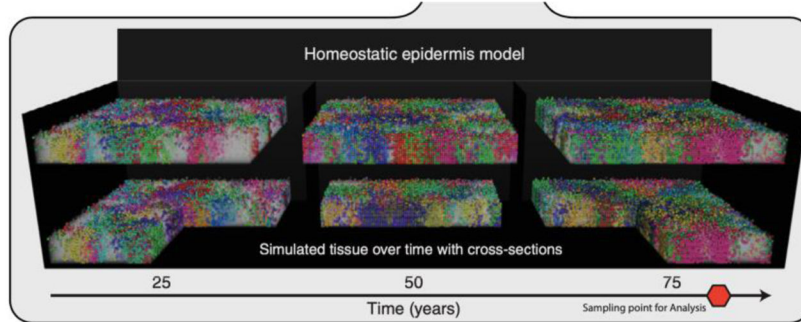 Homeostatic epidermis model
Simulated tissue over time with cross-sections
25 50 75
Time (years)
Sampling point for Analysis